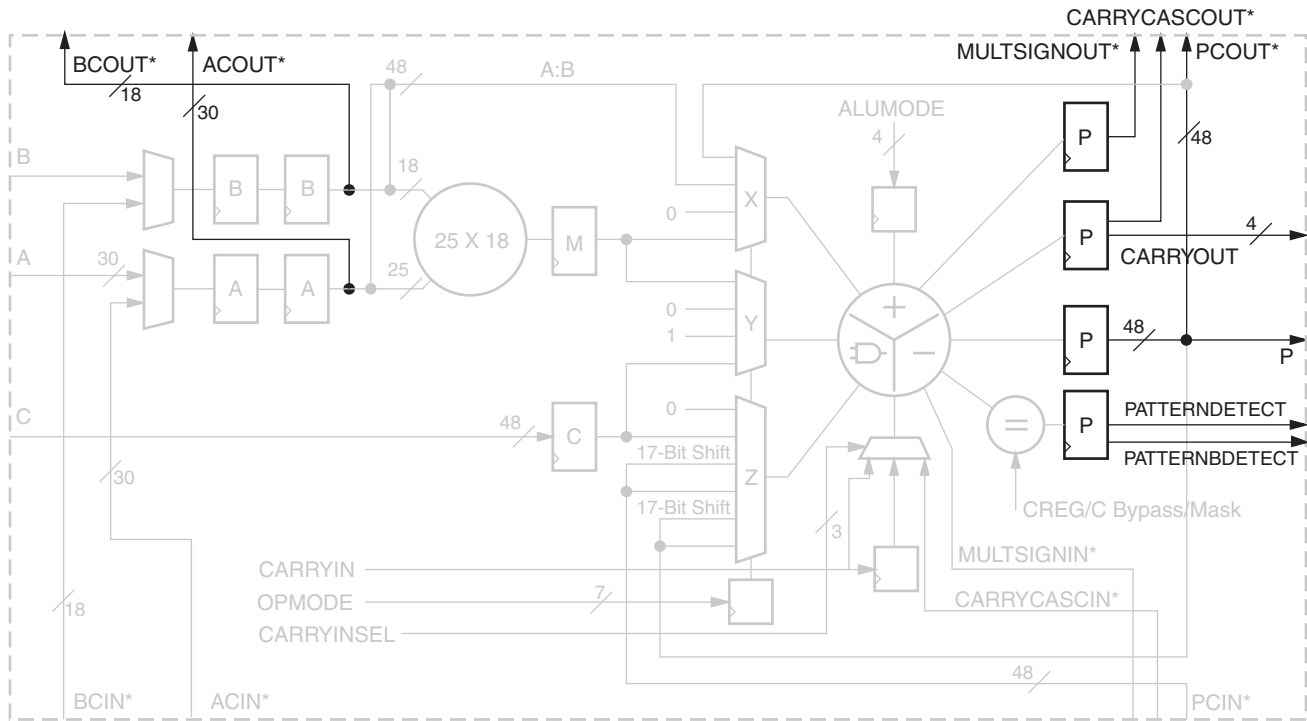 CARRYCASCOUT*
MULTSIGNOUT*
PCOUT*
BCOUT*
ACOUT*
18
30
48
A:B
ALUMODE
4
48
B
18
B
B
X
0
P
P
4
CARRYOUT
25 X 18
M
A
30
A
A
25
0
1
Y
+
−
P
48
P
C
48
C
0
17-Bit Shift
Z
17-Bit Shift
=
P
PATTERNDETECT
PATTERNBDETECT
CREG/C Bypass/Mask
30
3
CARRYIN
MULTSIGNIN*
OPMODE
7
CARRYCASCIN*
CARRYINSEL
18
48
BCIN*
ACIN*
PCIN*